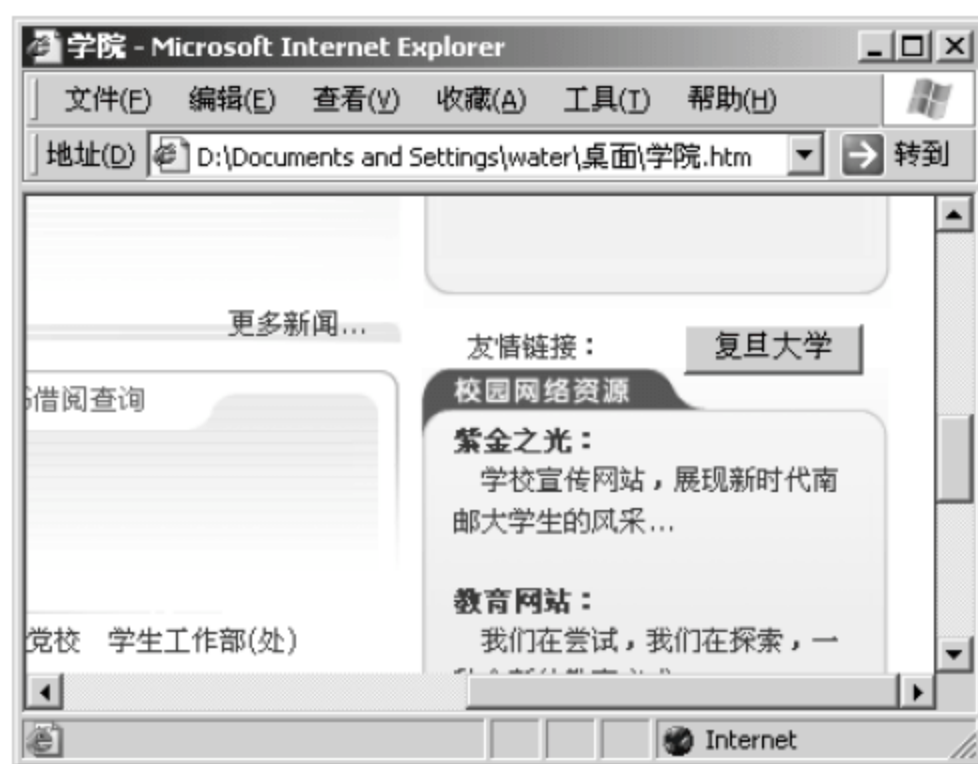 学院 - Microsoft Internet Explorer
文件(F) 编辑(E) 查看(V) 收藏(A) 工具(T) 帮助(H)
地址(D) D:\Documents and Settings\water\桌面\学院.htm 转到
更多新闻...
友情链接： 复旦大学
借阅查询
校园网络资源
紫金之光：
学校宣传网站，展现新时代南
邮大学生的风采...
教育网站：
党校 学生工作部(处)
我们在尝试，我们在探索，一
Internet